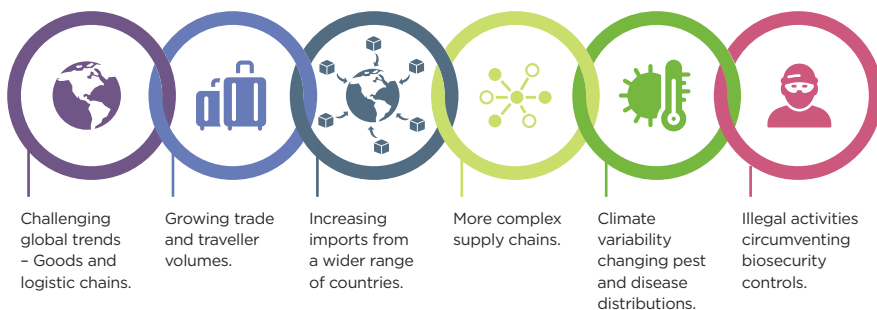 Challenging
global trends
– Goods and
logistic chains.
Growing trade
and traveller
volumes.
Increasing
imports from
a wider range
of countries.
More complex
supply chains.
Climate
variability
changing pest
and disease
distributions.
Illegal activities
circumventing
biosecurity
controls.